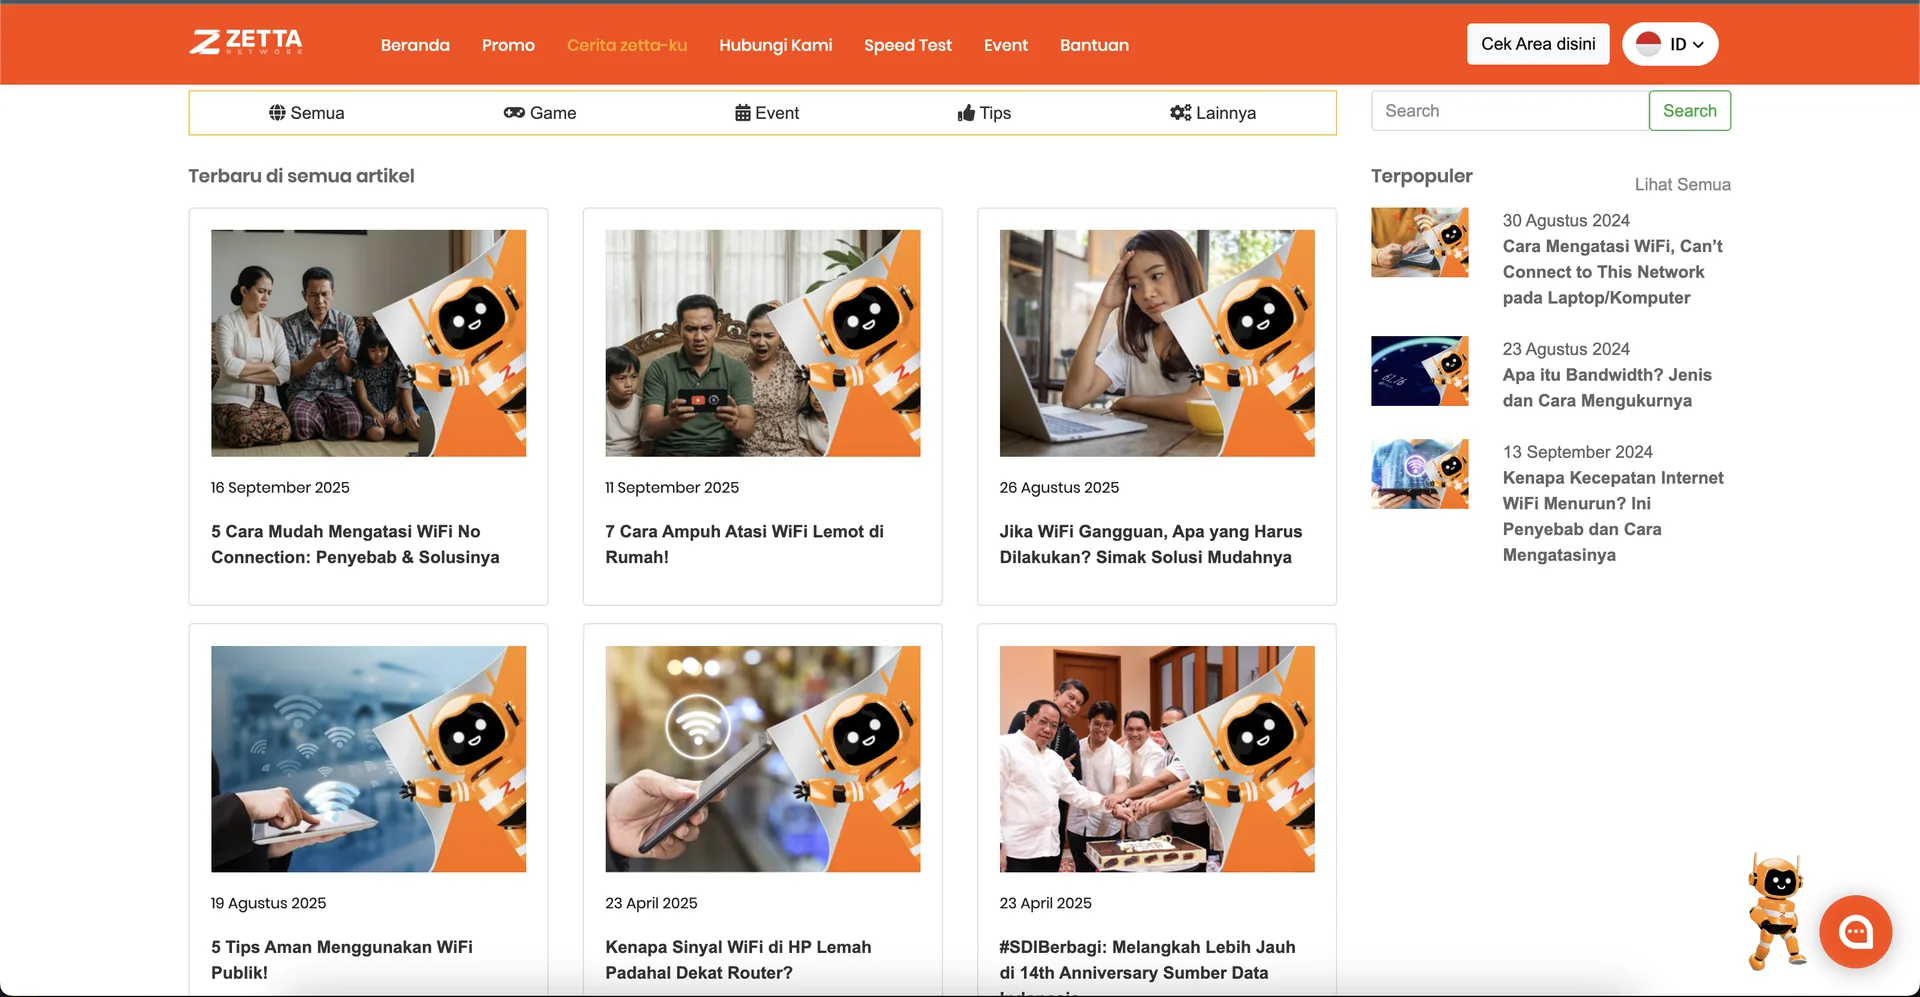 ZETTA
NETWORK
Beranda
Promo
Cerita zetta-ku
Hubungi Kami
Speed Test
Event
Bantuan
Cek Area disini
ID
Semua
Game
Event
Tips
Lainnya
Search
Search
Terbaru di semua artikel
16 September 2025
5 Cara Mudah Mengatasi WiFi No
Connection: Penyebab & Solusinya
11 September 2025
7 Cara Ampuh Atasi WiFi Lemot di
Rumah!
26 Agustus 2025
Jika WiFi Gangguan, Apa yang Harus
Dilakukan? Simak Solusi Mudahnya
19 Agustus 2025
5 Tips Aman Menggunakan WiFi
Publik!
23 April 2025
Kenapa Sinyal WiFi di HP Lemah
Padahal Dekat Router?
23 April 2025
#SDIBerbagi: Melangkah Lebih Jauh
di 14th Anniversary Sumber Data
Indonesia
Terpopuler
Lihat Semua
30 Agustus 2024
Cara Mengatasi WiFi, Can’t
Connect to This Network
pada Laptop/Komputer
23 Agustus 2024
Apa itu Bandwidth? Jenis
dan Cara Mengukurnya
13 September 2024
Kenapa Kecepatan Internet
WiFi Menurun? Ini
Penyebab dan Cara
Mengatasinya